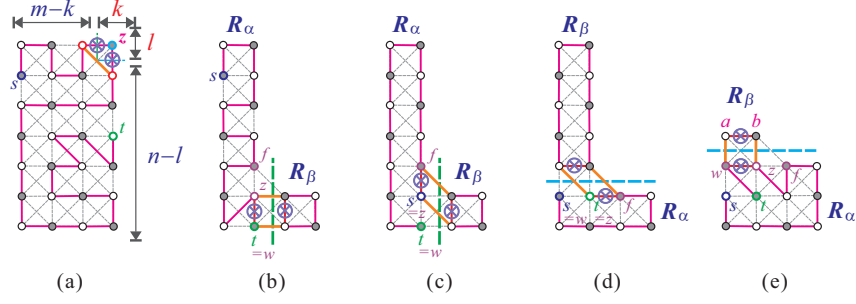 m−k k
z l
s
t
n−l
(a)
Rα
s
f
Rβ
z
t
=w
(b)
Rα
f
Rβ
s
=z
t
=w
(c)
Rβ
s =w t =z f
Rα
(d)
Rβ
a b
w z f
s t
Rα
(e)